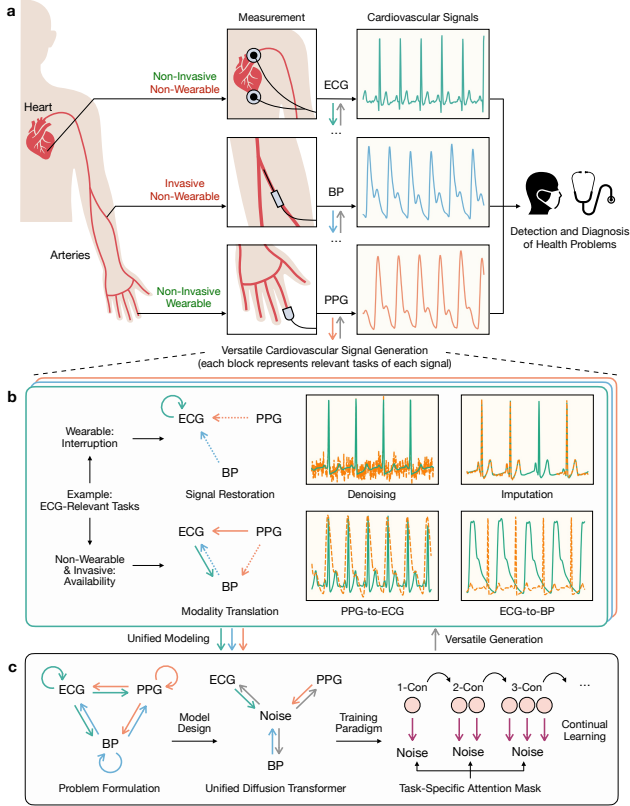 a
Measurement
Cardiovascular Signals
Non-Invasive
Non-Wearable
Heart
ECG
...
Invasive
Non-Wearable
BP
...
Arteries
Non-Invasive
Wearable
PPG
Detection and Diagnosis
of Health Problems
Versatile Cardiovascular Signal Generation
(each block represents relevant tasks of each signal)
b
Wearable:
Interruption
Example:
ECG-Relevant Tasks
Non-Wearable
& Invasive:
Availability
ECG
PPG
BP
Signal Restoration
Denoising
Imputation
ECG
PPG
BP
Modality Translation
PPG-to-ECG
ECG-to-BP
Unified Modeling
Versatile Generation
c
ECG
PPG
BP
Problem Formulation
Model
Design
ECG
PPG
Noise
BP
Unified Diffusion Transformer
Training
Paradigm
1-Con
2-Con
3-Con
...
Noise
Noise
Noise
Continual
Learning
Task-Specific Attention Mask